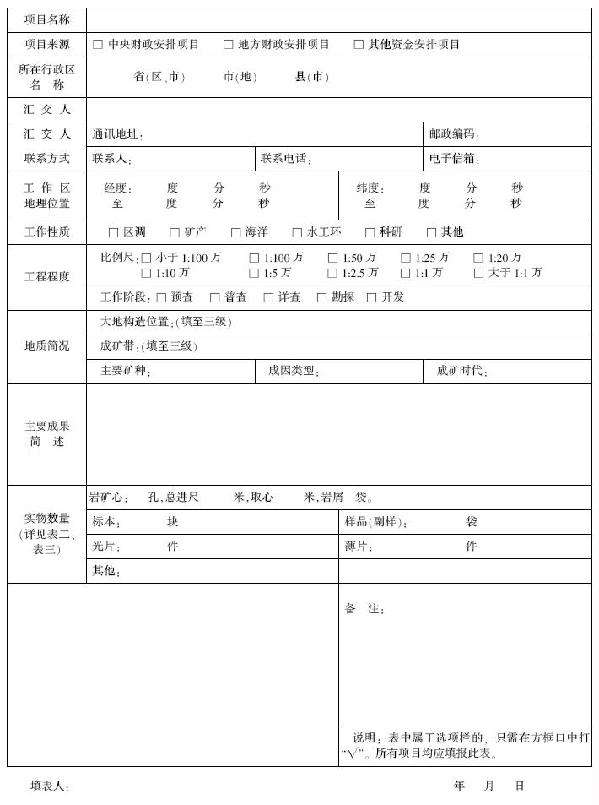 项目名称
项目来源 □ 中央财政安排项目 □ 地方财政安排项目 □ 其他资金安排项目
所在行政区
名 称
省(区、市) 市(地) 县(市)
汇 交 人
汇 交 人
联系方式
通讯地址: 邮政编码:
联系人: 联系电话: 电子信箱:
工 作 区
地理位置
经度: 度 分 秒 纬度: 度 分 秒
至 度 分 秒 至 度 分 秒
工作性质 □ 区调 □ 矿产 □ 海洋 □ 水工环 □ 科研 □ 其他
工程程度
比例尺:□ 小于 1:100 万 □ 1:100 万 □ 1:50 万 □ 1:25 万 □ 1:20 万
□ 1:10 万 □ 1:5 万 □ 1:2.5 万 □ 1:1 万 □ 大于 1:1 万
工作阶段:□ 预查 □ 普查 □ 详查 □ 勘探 □ 开发
地质简况
大地构造位置:(填至三级)
成矿带:(填至三级)
主要矿种: 成因类型: 成矿时代:
主要成果
简 述
实物数量
(详见表二、
表三)
岩矿心: 孔,总进尺 米,取心 米,岩屑 袋。
标本: 块 样品(副样): 袋
光片: 件 薄片: 件
其他:
备 注:
说明:表中属于选项栏的,只需在方框口中打
“√”。所有项目均应填报此表。
填表人: 年 月 日